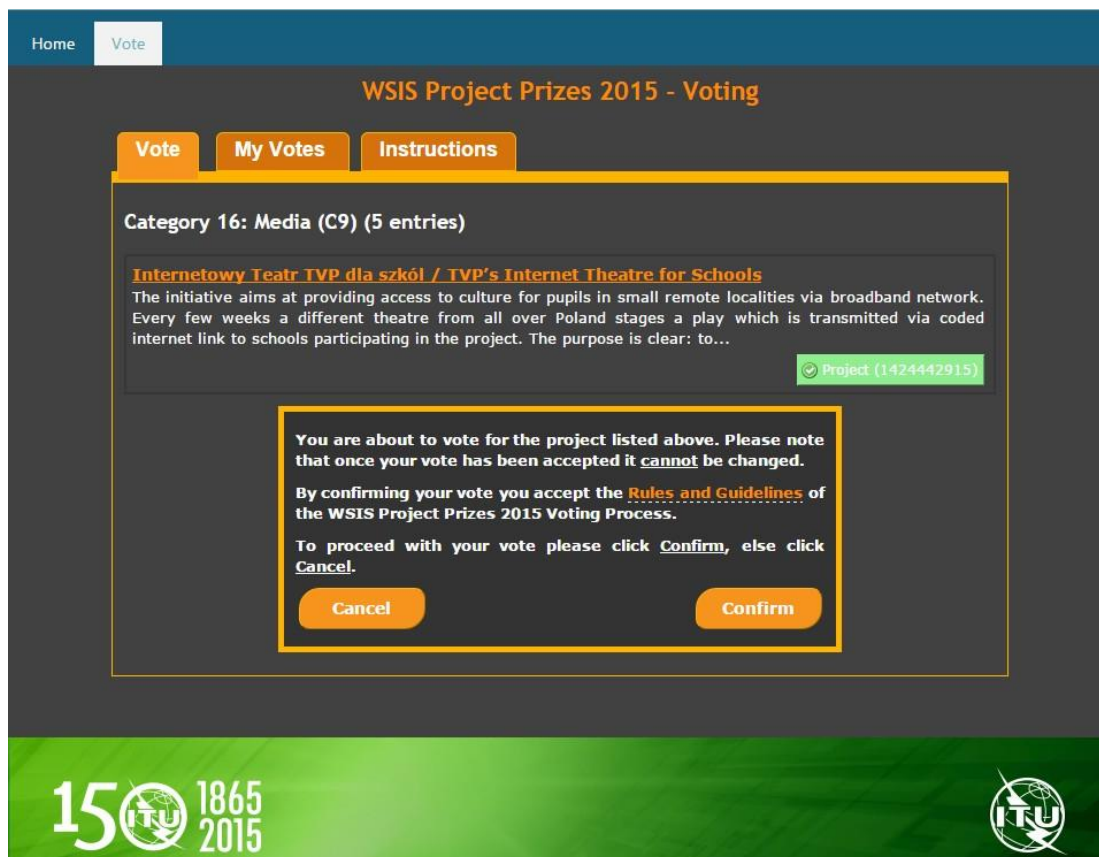 Home Vote
WSIS Project Prizes 2015 - Voting
Vote My Votes Instructions
Category 16: Media (C9) (5 entries)
Internetowy Teatr TVP dla szkól / TVP's Internet Theatre for Schools
The initiative aims at providing access to culture for pupils in small remote localities via broadband network.
Every few weeks a different theatre from all over Poland stages a play which is transmitted via coded
internet link to schools participating in the project. The purpose is clear: to...
Project (1424442915)
You are about to vote for the project listed above. Please note
that once your vote has been accepted it cannot be changed.
By confirming your vote you accept the Rules and Guidelines of
the WSIS Project Prizes 2015 Voting Process.
To proceed with your vote please click Confirm, else click
Cancel.
Cancel Confirm
150 ITU 1865
2015
ITU